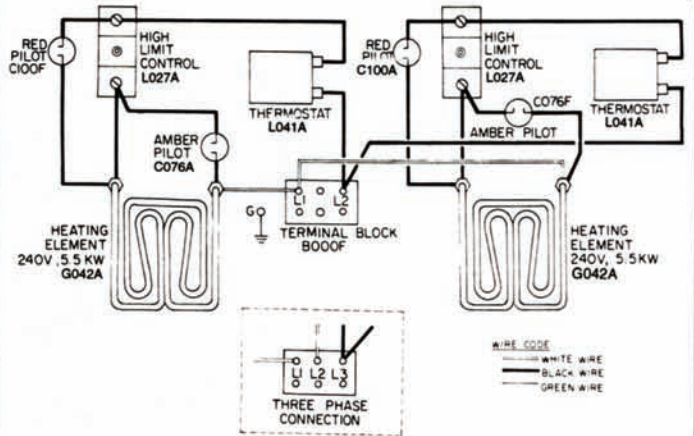 RED
PILOT
C100F
HIGH
LIMIT
CONTROL
L027A
THERMOSTAT
L041A
AMBER
PILOT
C076A
HEATING
ELEMENT
240V, 5.5 KW
G042A
G
L1 L2
TERMINAL BLOCK
B000F
RED
PILOT
C100A
HIGH
LIMIT
CONTROL
L027A
C076F
AMBER PILOT
THERMOSTAT
L041A
HEATING
ELEMENT
240V, 5.5KW
G042A
L1 L2 L3
THREE PHASE
CONNECTION
WIRE CODE
WHITE WIRE
BLACK WIRE
GREEN WIRE